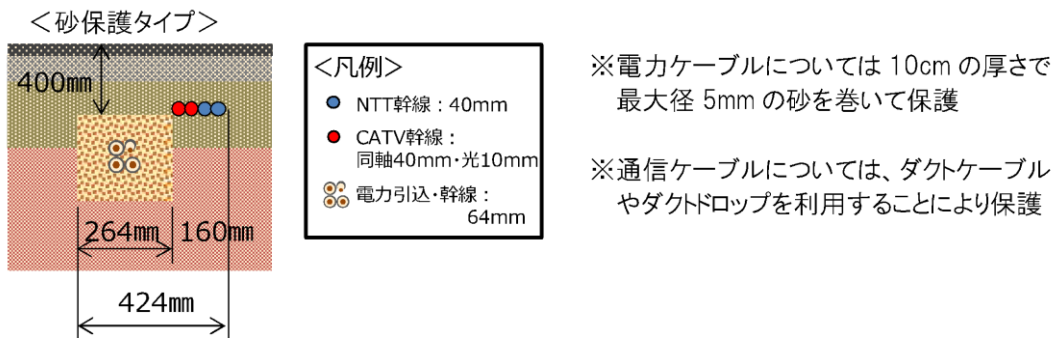 ＜砂保護タイプ＞
400㎜
264㎜
160㎜
424㎜
＜凡例＞
NTT幹線：40mm
CATV幹線：
同軸40mm・光10mm
電力引込・幹線：
64mm
※電力ケーブルについては 10cm の厚さで
最大径 5mm の砂を巻いて保護
※通信ケーブルについては、ダクトケーブル
やダクトドロップを利用することにより保護